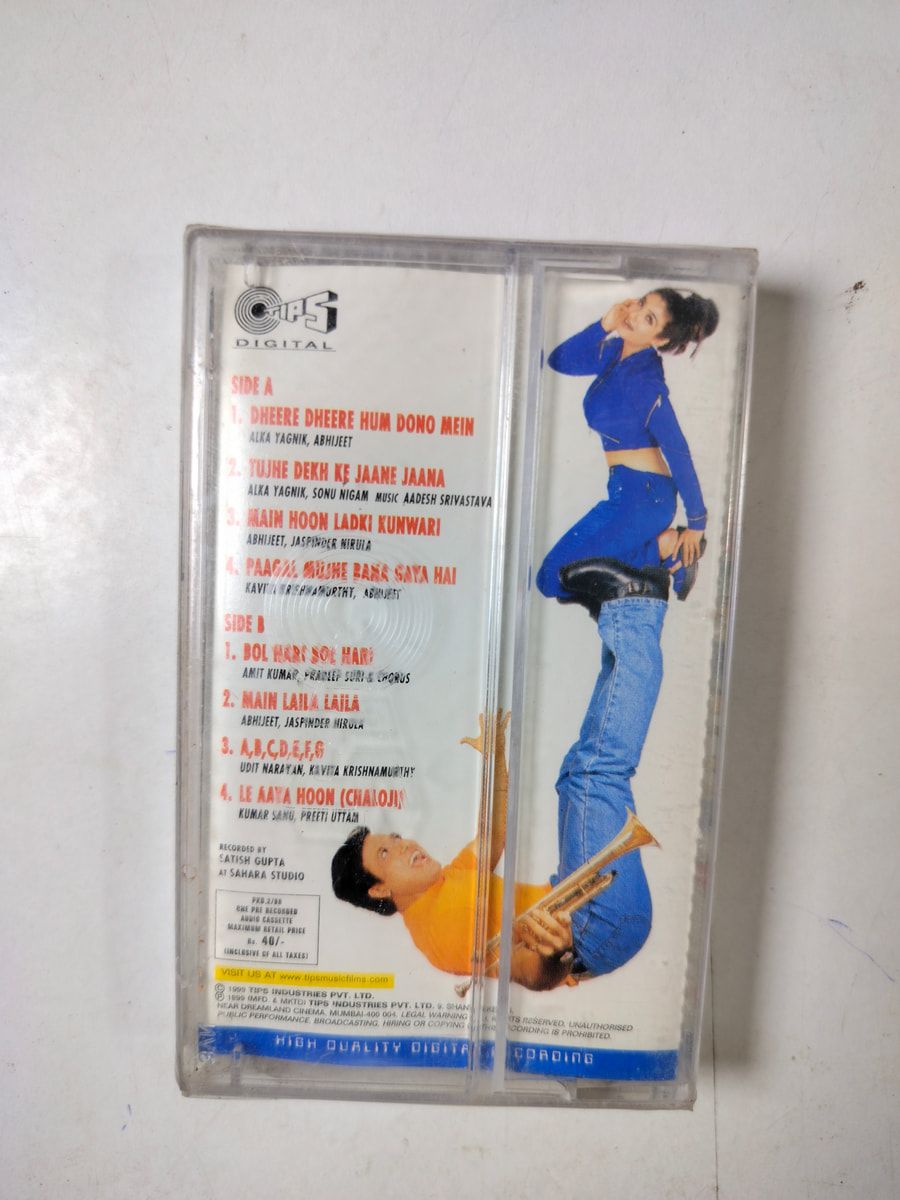 TIPS
DIGITAL
SIDE A
1. DHEERE DHEERE HUM DONO MEIN
ALKA YAGNIK, ABHIJEET
2. TUJHE DEKH KE JAANE JAANA
ALKA YAGNIK, SONU NIGAM MUSIC AADESH SRIVASTAVA
3. MAIN HOON LADKI KUNWARI
ABHIJEET, JASPINDER NIRULA
4. PAAGAL MUJHE BANA GAYA HAI
KAVITA KRISHNAMURTHY, ABHIJEET
SIDE B
1. BOL HARI BOL HARI
AMIT KUMAR, PRADEEP SURI & CHORUS
2. MAIN LAILA LAILA
ABHIJEET, JASPINDER NIRULA
3. A,B,C,D,E,F,G
UDIT NARAYAN, KAVITA KRISHNAMURTHY
4. LE AAYA HOON (CHALOJI)
KUMAR SANU, PREETI UTTAM
RECORDED BY
SATISH GUPTA
AT SAHARA STUDIO
ONE PRE RECORDED
AUDIO CASSETTE
MAXIMUM RETAIL PRICE
Rs. 40/-
(INCLUSIVE OF ALL TAXES)
VISIT US AT www.tipsmusicfilms.com
© 1999 TIPS INDUSTRIES PVT. LTD.
℗ 1999 (MFD. & MKTD) TIPS INDUSTRIES PVT. LTD. 9,
NEAR DREAMLAND CINEMA, MUMBAI-400 004. LEGAL WARNING RIGHTS RESERVED, UNAUTHORISED
PUBLIC PERFORMANCE, BROADCASTING, HIRING OR COPYING OF THIS RECORDING IS PROHIBITED.
HIGH QUALITY DIGITAL RECORDING